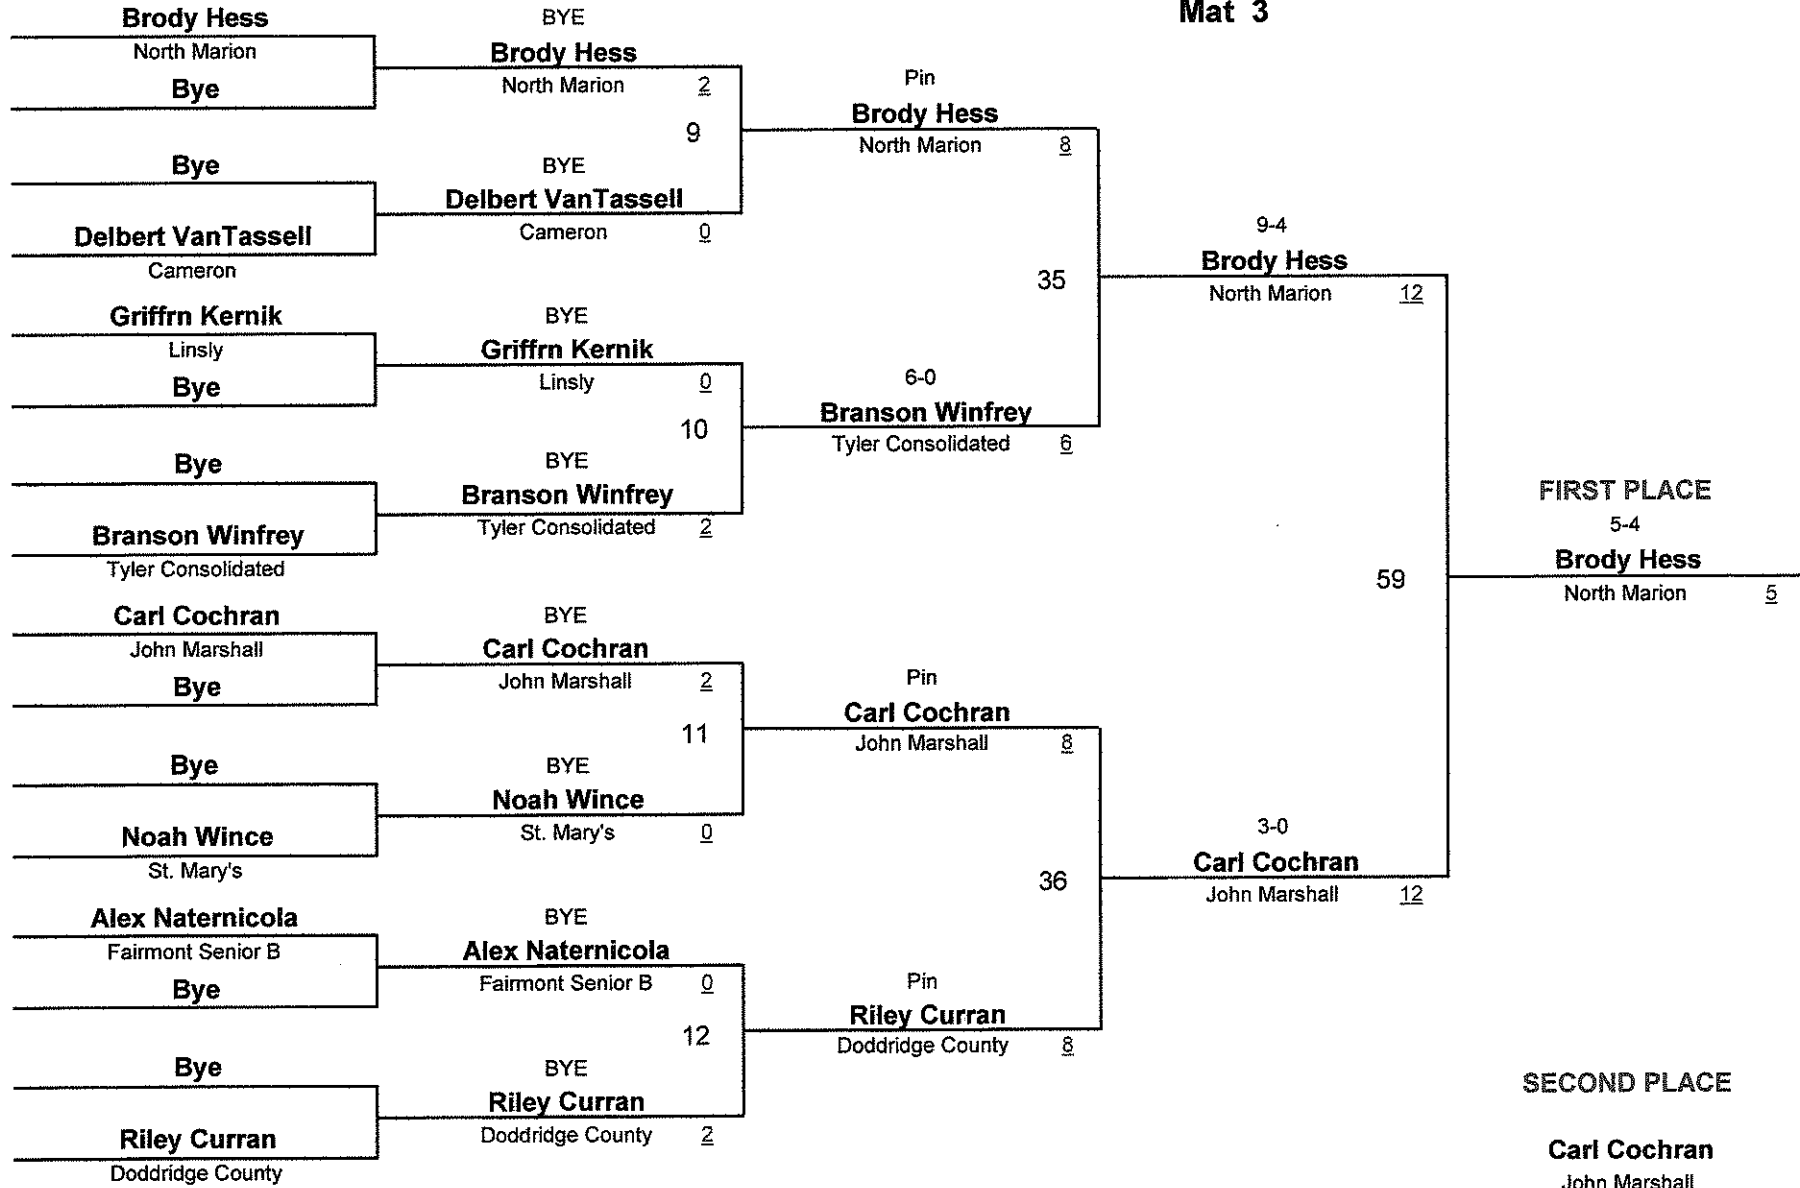 Mat 3
Brody Hess
North Marion
Bye
Bye
Delbert VanTassell
Cameron
Griffrn Kernik
Linsly
Bye
Bye
Branson Winfrey
Tyler Consolidated
Carl Cochran
John Marshall
Bye
Bye
Noah Wince
St. Mary's
Alex Naternicola
Fairmont Senior B
Bye
Bye
Riley Curran
Doddridge County
BYE
Brody Hess
North Marion 2
9
BYE
Delbert VanTassell
Cameron 0
BYE
Griffrn Kernik
Linsly 0
10
BYE
Branson Winfrey
Tyler Consolidated 2
BYE
Carl Cochran
John Marshall 2
11
BYE
Noah Wince
St. Mary's 0
BYE
Alex Naternicola
Fairmont Senior B 0
12
BYE
Riley Curran
Doddridge County 2
Pin
Brody Hess
North Marion 8
35
6-0
Branson Winfrey
Tyler Consolidated 6
Pin
Carl Cochran
John Marshall 8
36
Pin
Riley Curran
Doddridge County 8
9-4
Brody Hess
North Marion 12
59
3-0
Carl Cochran
John Marshall 12
FIRST PLACE
5-4
Brody Hess
North Marion 5
SECOND PLACE
Carl Cochran
John Marshall